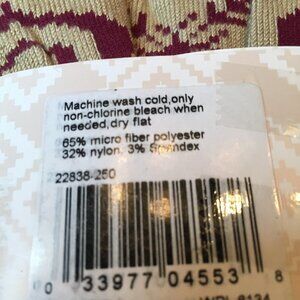 Machine wash cold,only
non-chlorine bleach when
needed,dry flat
65% micro fiber polyester
32% nylon, 3% Spandex
22838-250
0 33977 04553 8